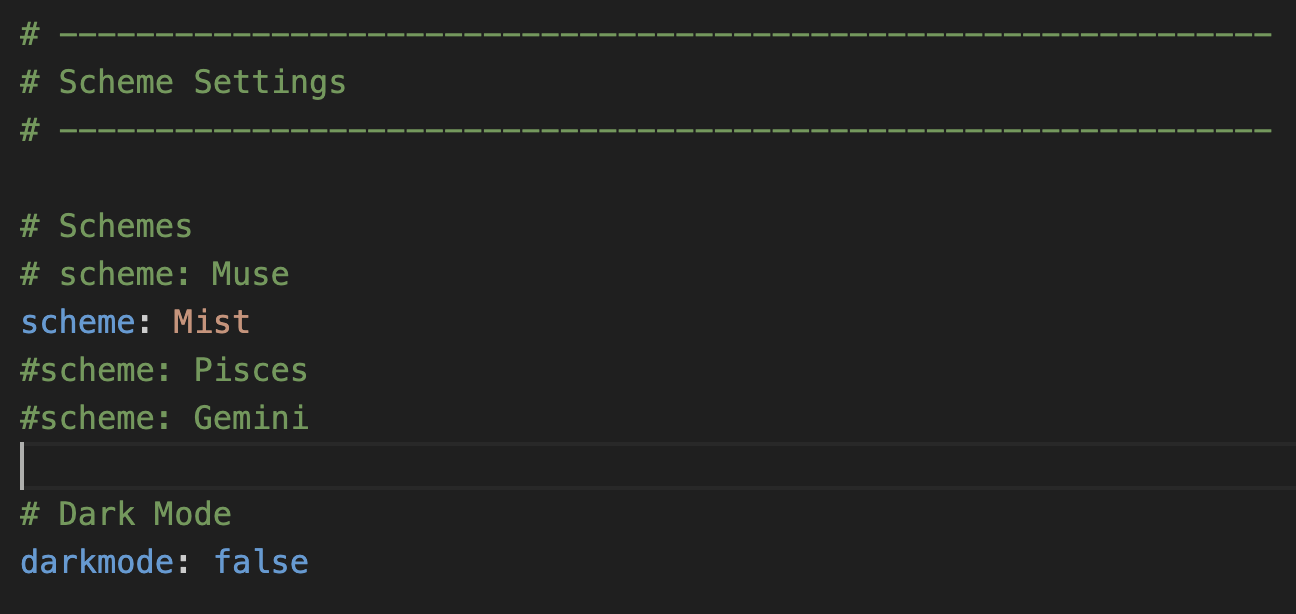 # ---------------------------------------------------------------
# Scheme Settings
# ---------------------------------------------------------------
# Schemes
# scheme: Muse
scheme: Mist
#scheme: Pisces
#scheme: Gemini
# Dark Mode
darkmode: false